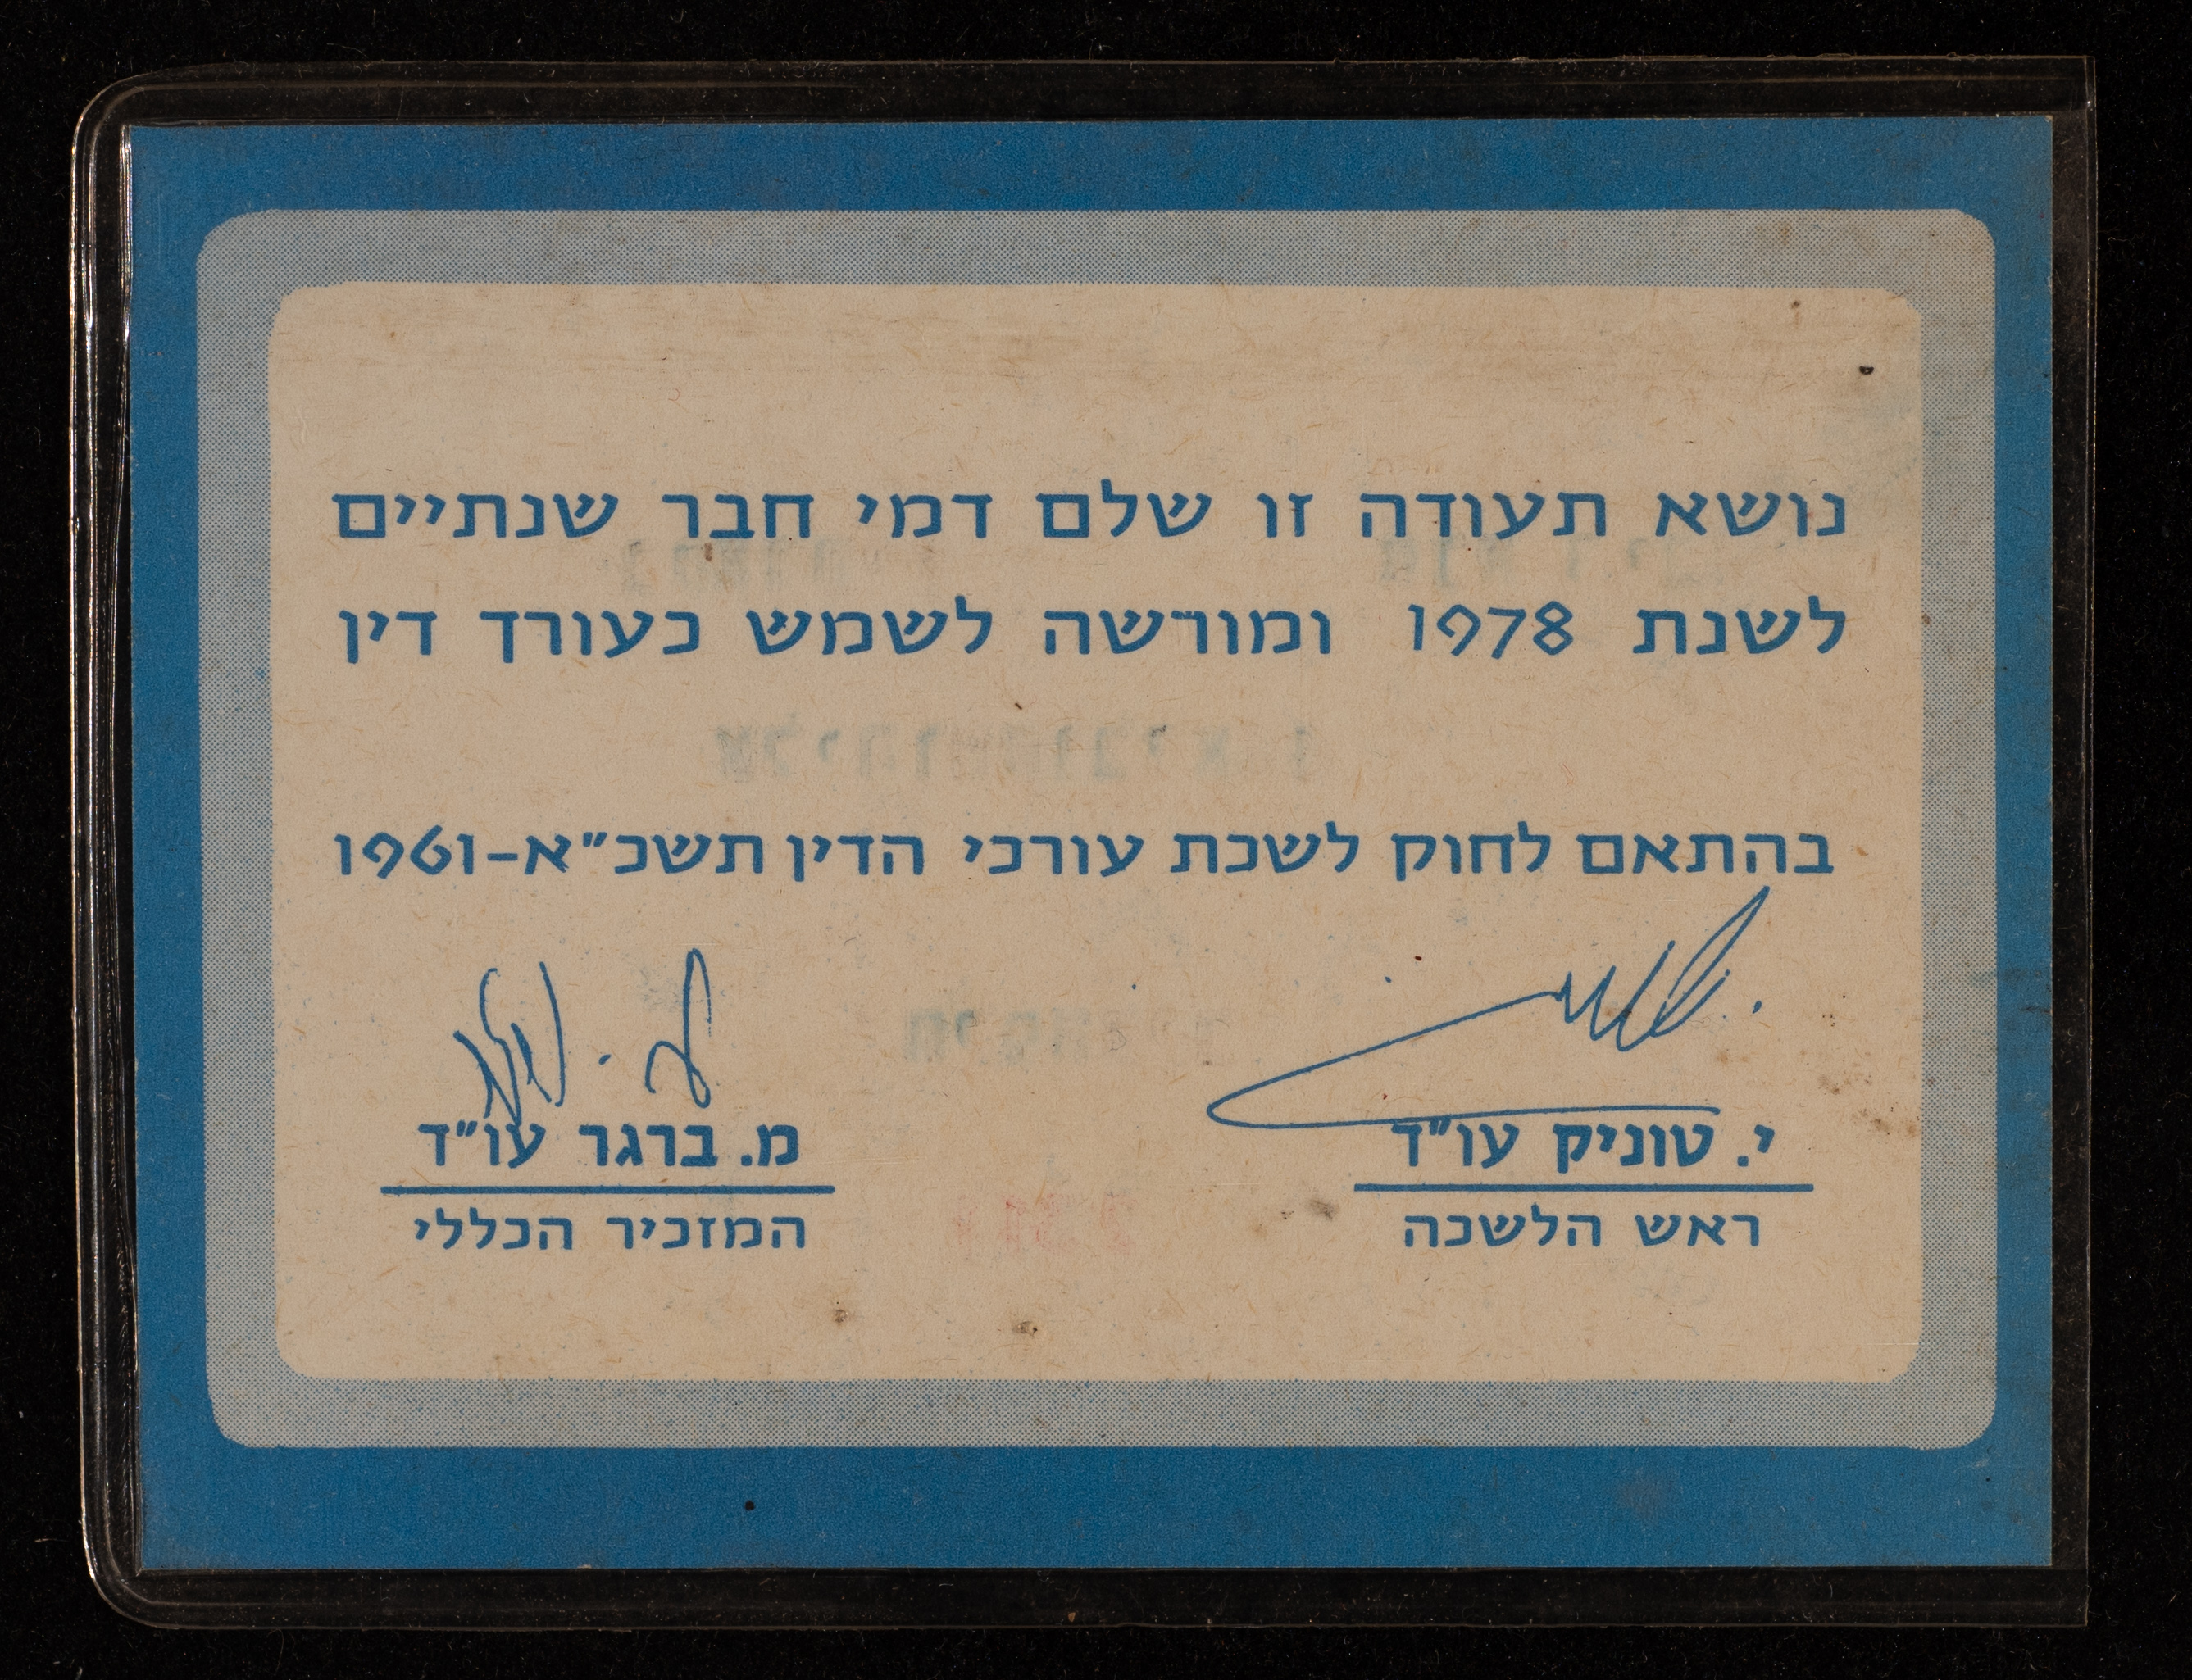 נושא תעודה זו שלם דמי חבר שנתיים
לשנת 1978 ומורשה לשמש כעורך דין
בהתאם לחוק לשכת עורכי הדין תשכ"א-1961
י. טוניק עו"ד
ראש הלשכה
מ. ברגר עו"ד
המזכיר הכללי